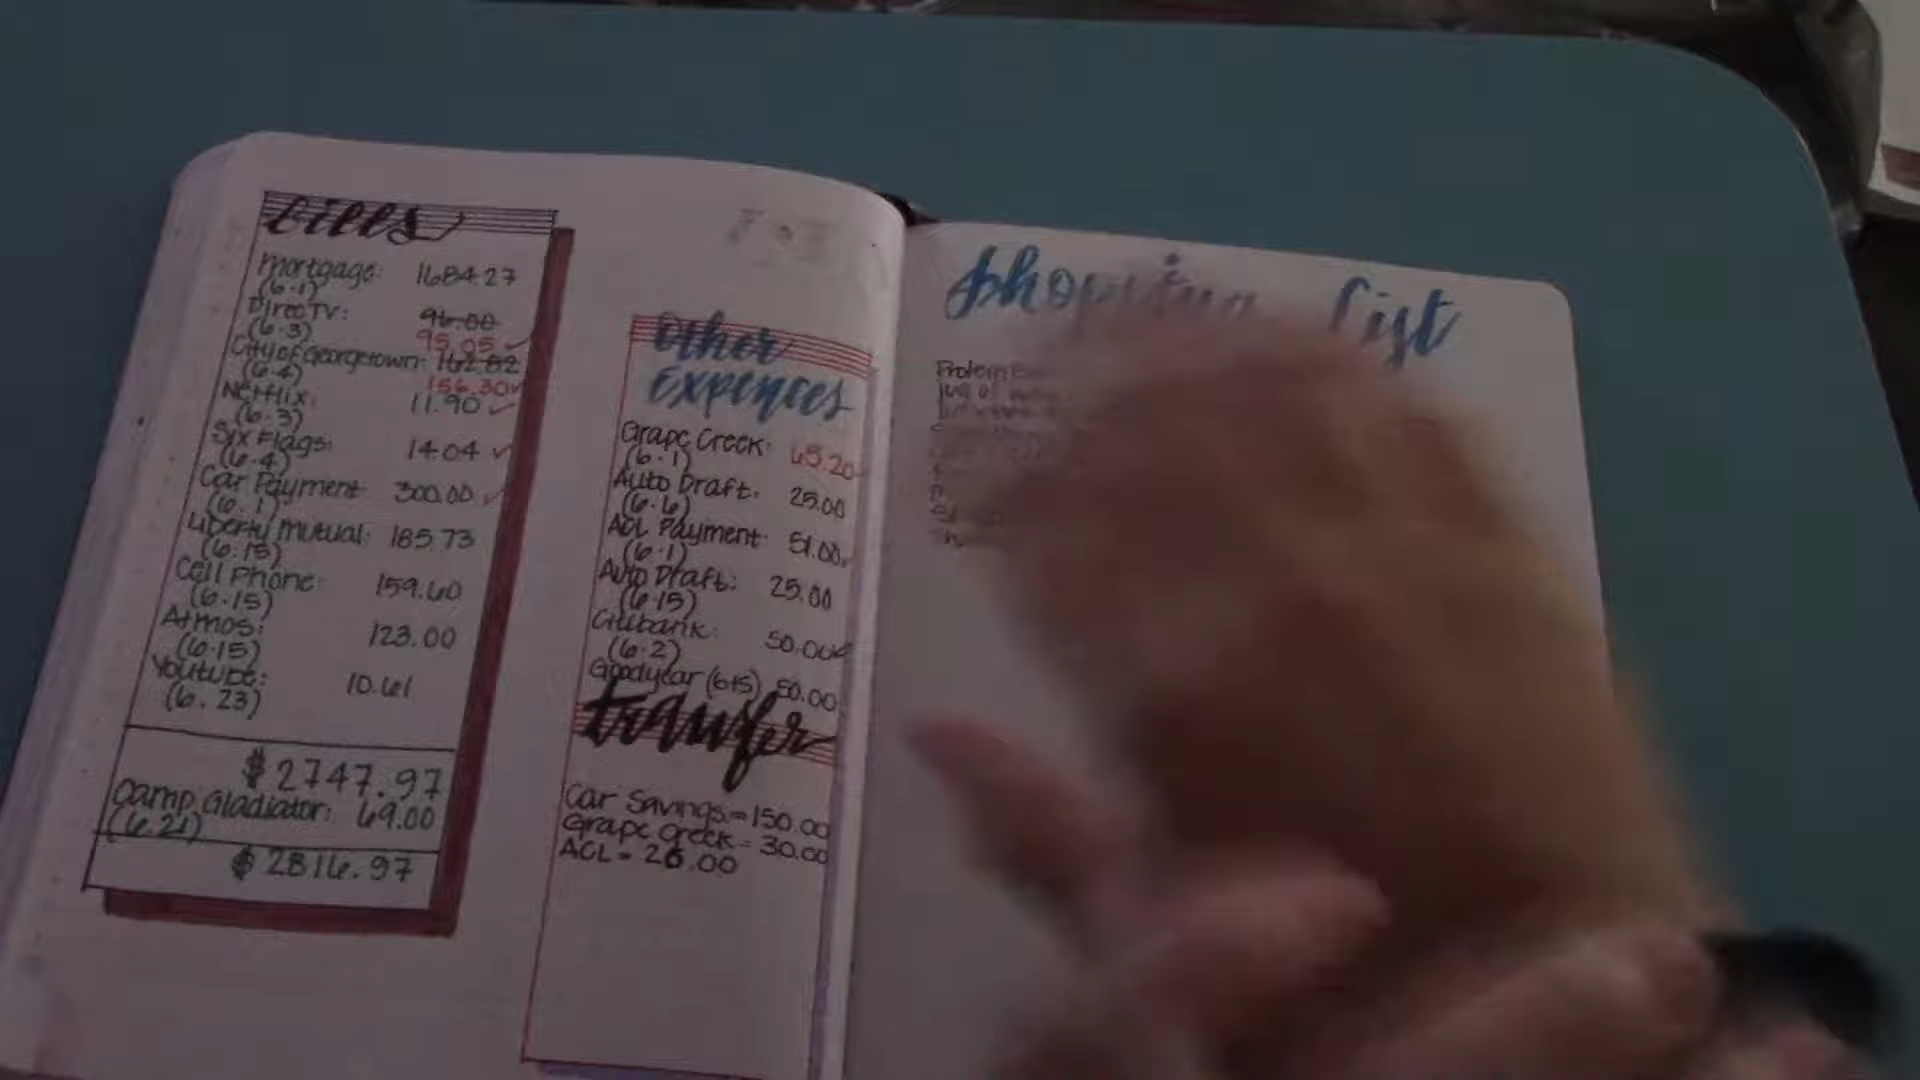 Bills
Mortgage: 1684.27
(6.1)
DirecTV: 96.00
(6.3) 95.05 ✓
City of Georgetown: 162.82
(6.4) 156.30 ✓
Netflix: 11.90 ✓
(6.3)
Six Flags: 14.04 ✓
(6.4)
Car Payment 300.00 ✓
(6.1)
Liberty Mutual: 185.73
(6.15)
Cell Phone: 159.60
(6.15)
Atmos: 123.00
(6.15)
Youtube: 10.61
(6.23)
$2747.97
Camp Gladiator: 69.00
(6.21)
$2816.97
Other
Expences
Grape Creek: 65.20
(6.1)
Auto Draft: 25.00
(6.6)
ACL Payment: 51.00
(6.1)
Auto Draft: 25.00
(6.15)
Citibank: 50.00
(6.2)
Goodyear (6.15) 50.00
Transfer
Car Savings = 150.00
Grape Creek = 30.00
ACL = 26.00
Shopping List
Protein